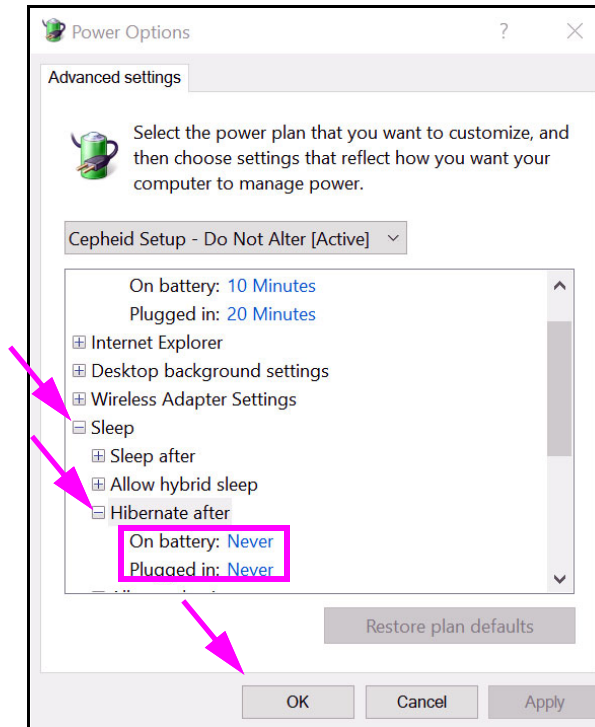 Power Options
Advanced settings
Select the power plan that you want to customize, and
then choose settings that reflect how you want your
computer to manage power.
Cepheid Setup - Do Not Alter [Active]
On battery: 10 Minutes
Plugged in: 20 Minutes
Internet Explorer
Desktop background settings
Wireless Adapter Settings
Sleep
Sleep after
Allow hybrid sleep
Hibernate after
On battery: Never
Plugged in: Never
Restore plan defaults
OK Cancel Apply